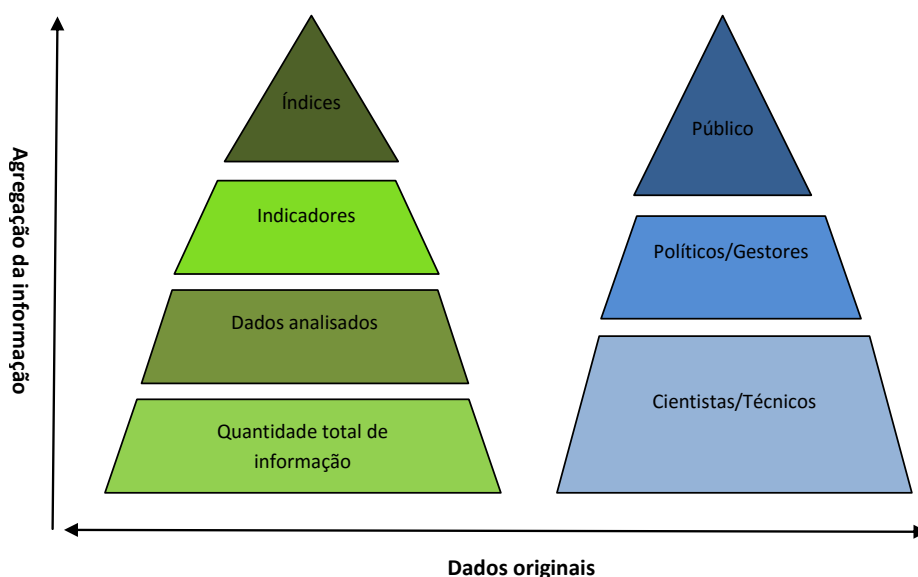 Agregação da informação
Índices
Indicadores
Dados analisados
Quantidade total de
informação
Público
Políticos/Gestores
Cientistas/Técnicos
Dados originais